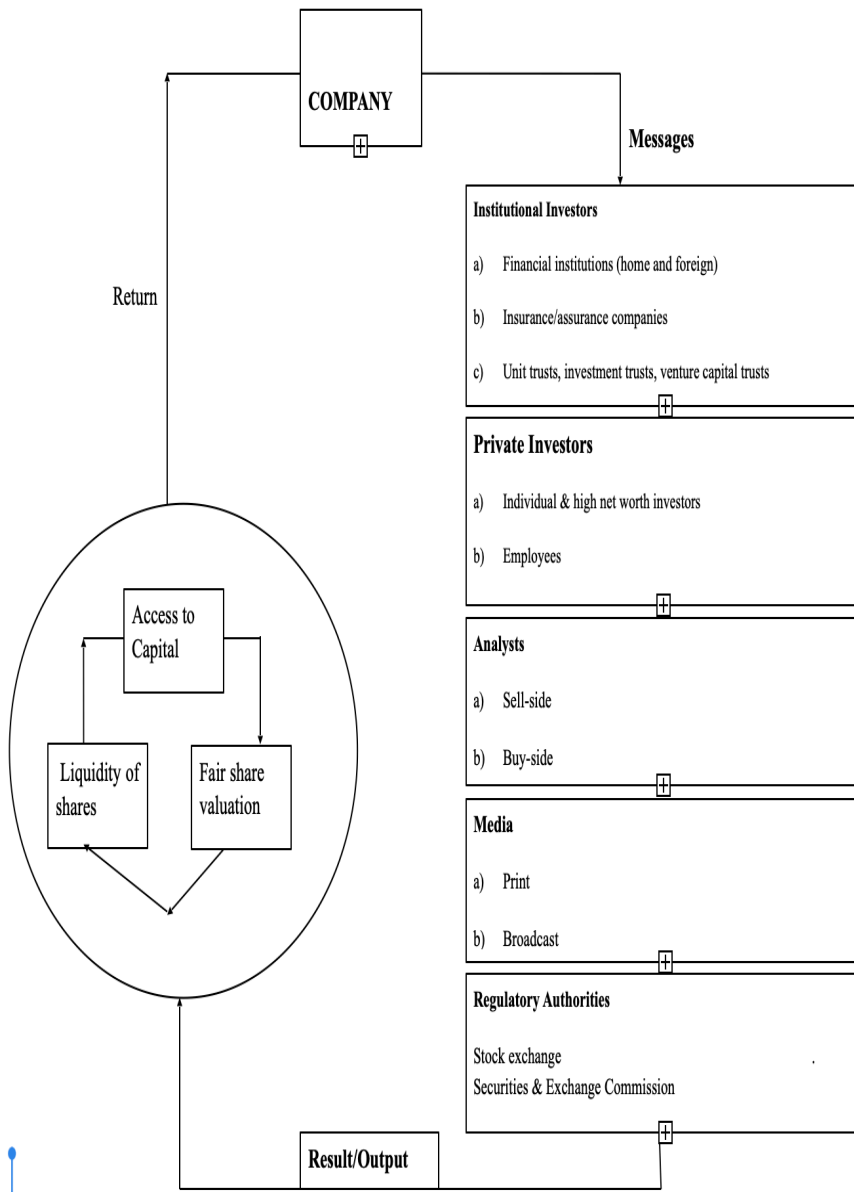 COMPANY
Messages
Institutional Investors
a) Financial institutions (home and foreign)
b) Insurance/assurance companies
c) Unit trusts, investment trusts, venture capital trusts
Return
Private Investors
a) Individual & high net worth investors
b) Employees
Access to
Capital
Liquidity of
shares
Fair share
valuation
Analysts
a) Sell-side
b) Buy-side
Media
a) Print
b) Broadcast
Regulatory Authorities
Stock exchange .
Securities & Exchange Commission
Result/Output